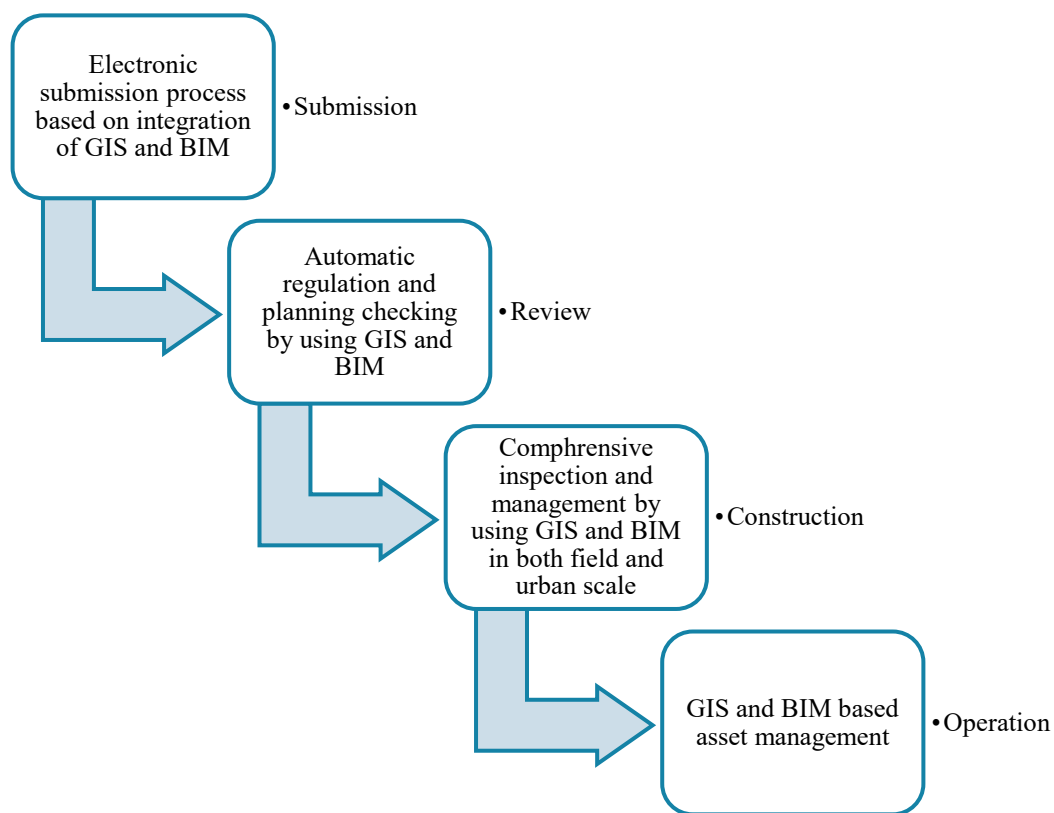 Electronic
submission process
based on integration
of GIS and BIM
•Submission
Automatic
regulation and
planning checking
by using GIS and
BIM
•Review
Comphrensive
inspection and
management by
using GIS and BIM
in both field and
urban scale
•Construction
GIS and BIM based
asset management
•Operation